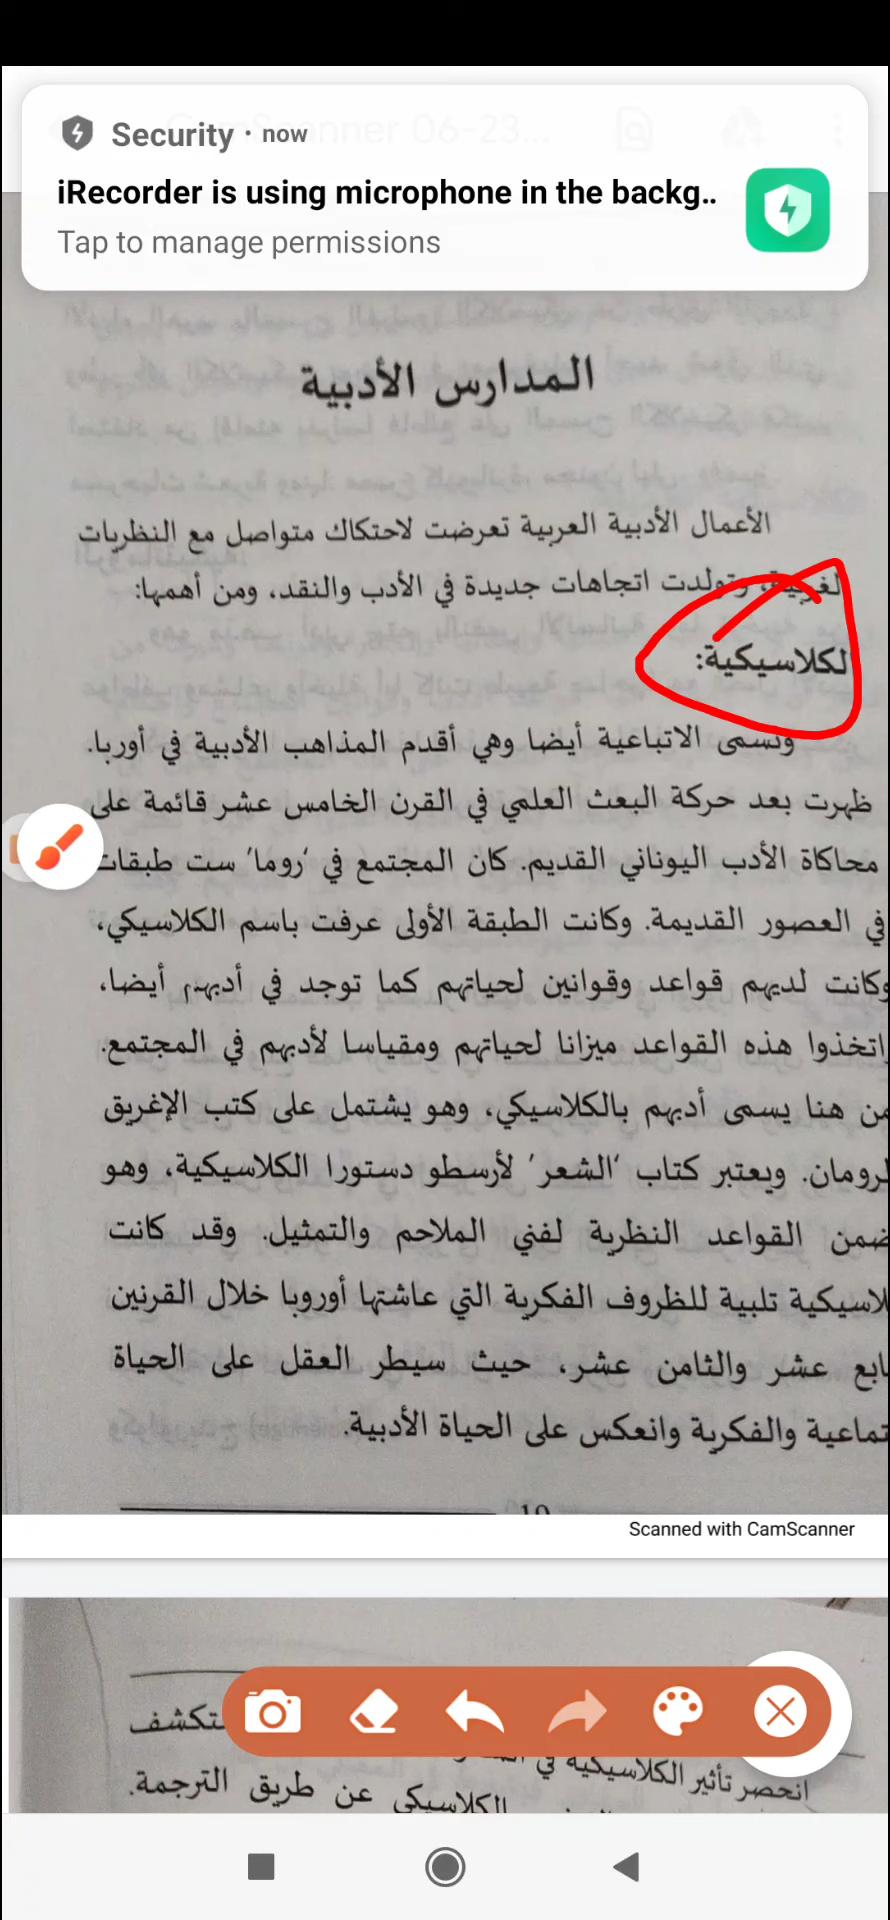 Security · now
iRecorder is using microphone in the backg..
Tap to manage permissions
المدارس الأدبية
الأعمال الأدبية العربية تعرضت لاحتكاك متواصل مع النظريات
لغربية، وتولدت اتجاهات جديدة في الأدب والنقد، ومن أهمها:
لكلاسيكية:
وتسمى الاتباعية أيضا وهي أقدم المذاهب الأدبية في أوربا.
ظهرت بعد حركة البعث العلمي في القرن الخامس عشر قائمة على
محاكاة الأدب اليوناني القديم. كان المجتمع في ‘روما’ ست طبقات
في العصور القديمة. وكانت الطبقة الأولى عرفت باسم الكلاسيكي،
وكانت لديهم قواعد وقوانين لحياتهم كما توجد في أدبهم أيضا،
اتخذوا هذه القواعد ميزانا لحياتهم ومقياسا لأدبهم في المجتمع.
من هنا يسمى أدبهم بالكلاسيكي، وهو يشتمل على كتب الإغريق
لرومان. ويعتبر كتاب ‘الشعر’ لأرسطو دستورا الكلاسيكية، وهو
ضمن القواعد النظرية لفني الملاحم والتمثيل. وقد كانت
لاسيكية تلبية للظروف الفكرية التي عاشتها أوروبا خلال القرنين
ابع عشر والثامن عشر، حيث سيطر العقل على الحياة
تماعية والفكرية وانعكس على الحياة الأدبية.
Scanned with CamScanner
تكشف
انحصر تأثير الكلاسيكية في
الكلاسيكي عن طريق الترجمة.